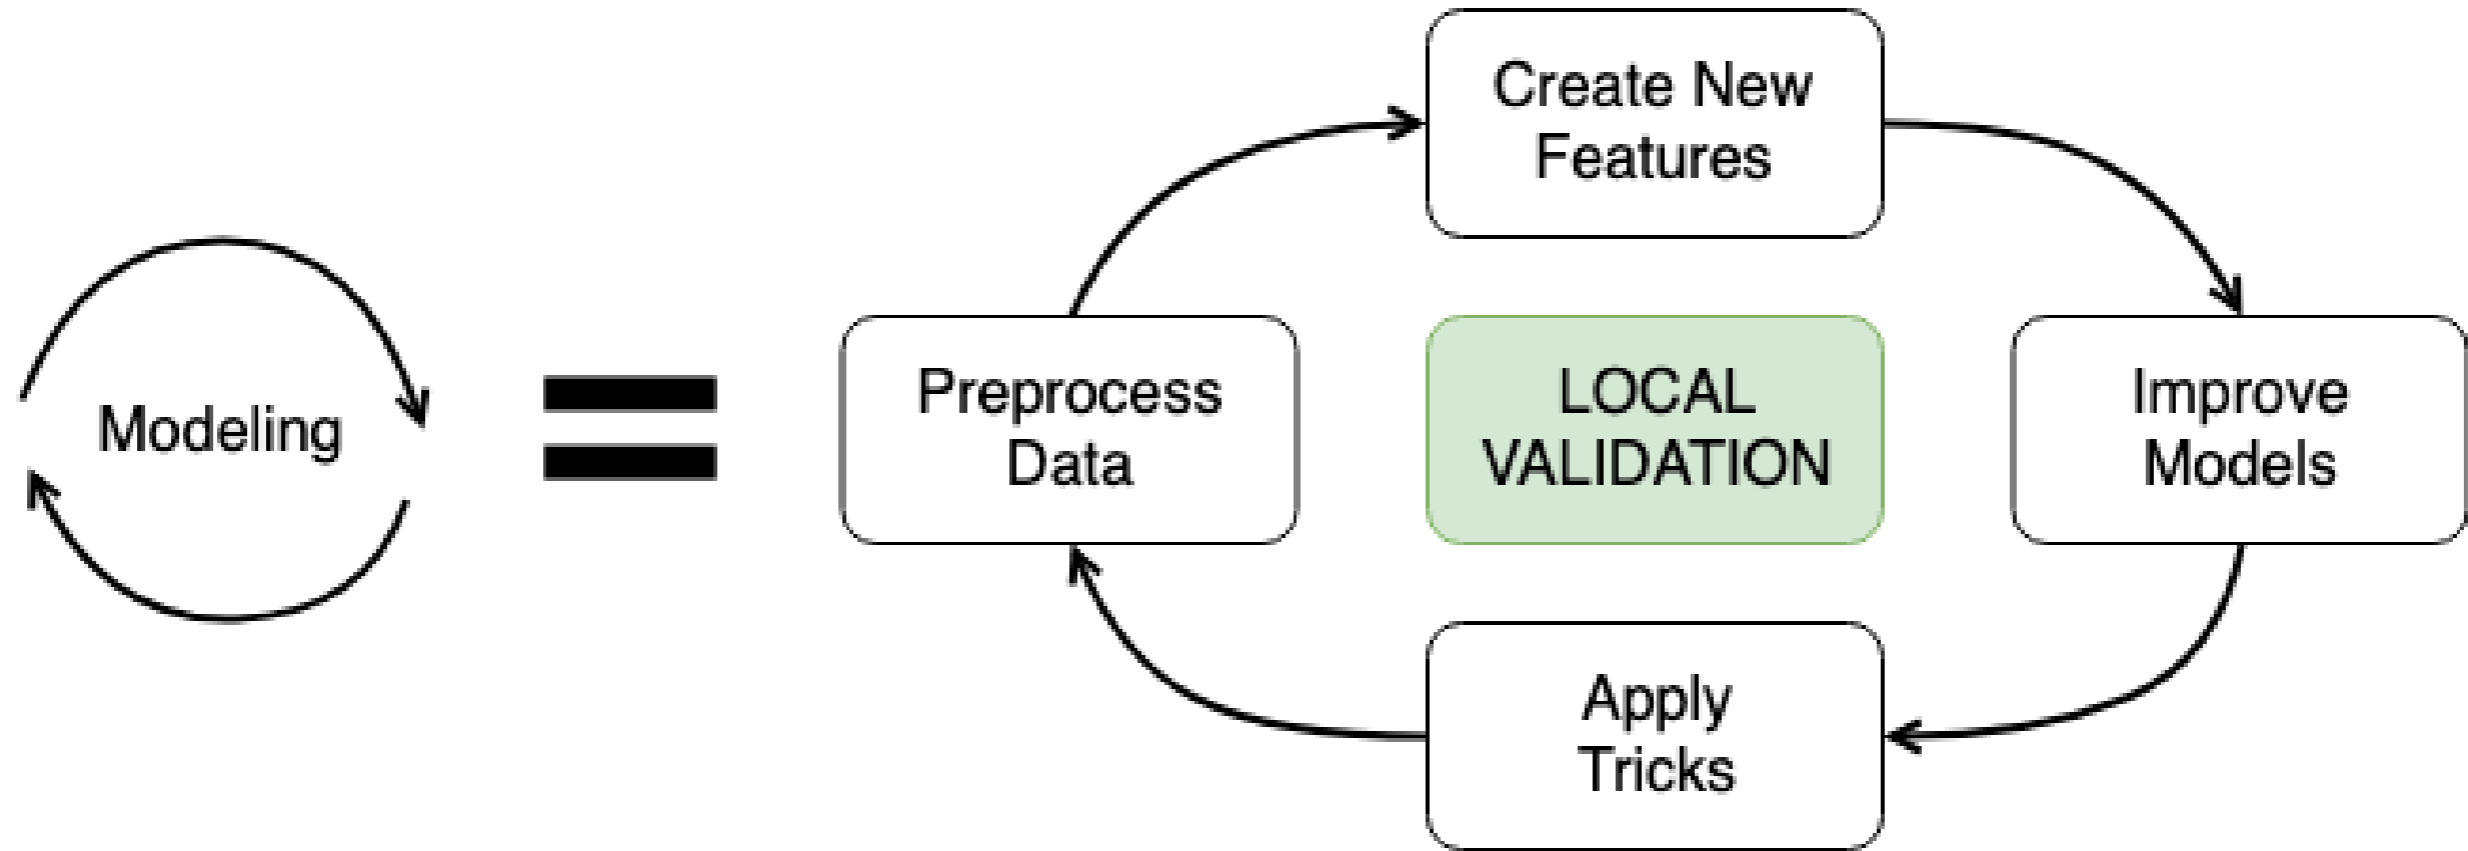 Modeling
Create New
Features
Preprocess
Data
LOCAL
VALIDATION
Improve
Models
Apply
Tricks